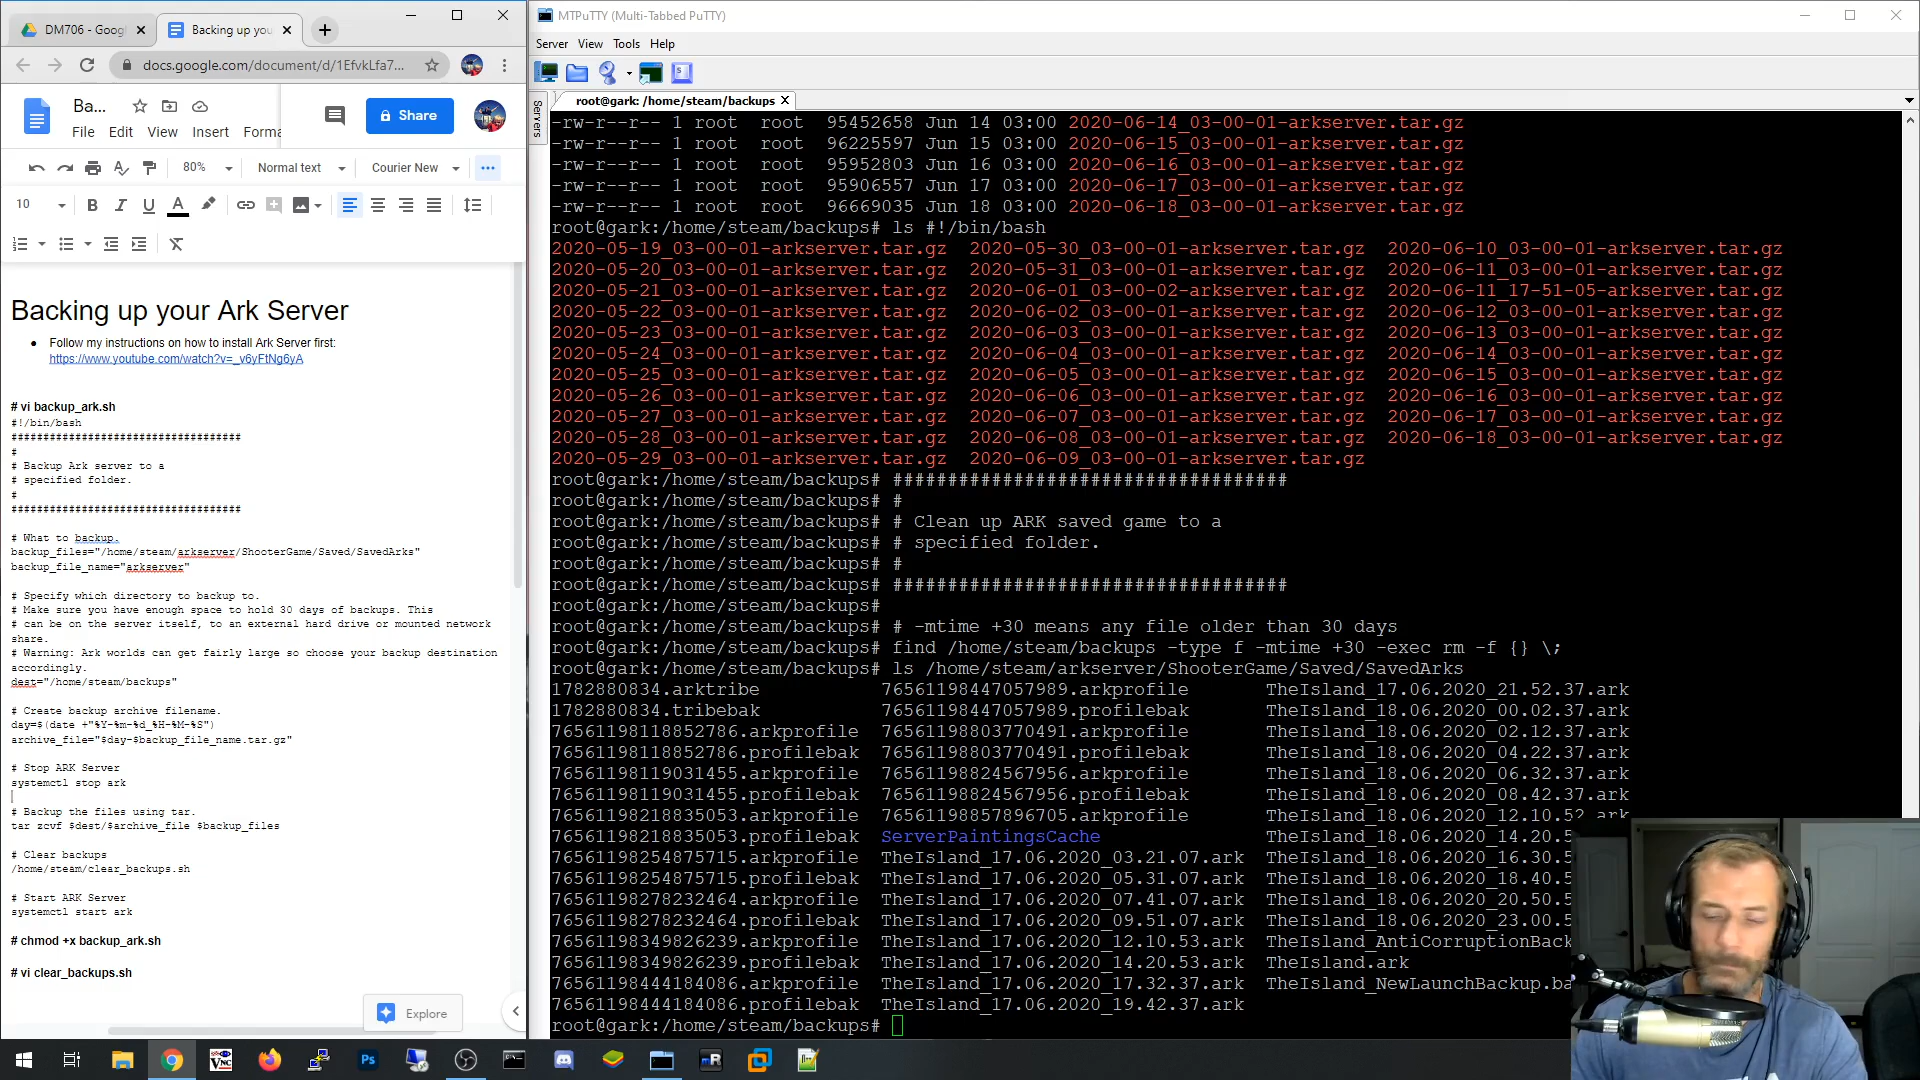 DM706 - Goog
Backing up you
docs.google.com/document/d/1EfvkLfa7...
Ba...
File Edit View Insert Forma
Share
80% Normal text Courier New
10
Backing up your Ark Server
Follow my instructions on how to install Ark Server first:
https://www.youtube.com/watch?v=_v6yFtNg6yA
# vi backup_ark.sh
#!/bin/bash
####################################
#
# Backup Ark server to a
# specified folder.
#
####################################
# What to backup.
backup_files="/home/steam/arkserver/ShooterGame/Saved/SavedArks"
backup_file_name="arkserver"
# Specify which directory to backup to.
# Make sure you have enough space to hold 30 days of backups. This
# can be on the server itself, to an external hard drive or mounted network
share.
# Warning: Ark worlds can get fairly large so choose your backup destination
accordingly.
dest="/home/steam/backups"
# Create backup archive filename.
day=$(date +"%Y-%m-%d_%H-%M-%S")
archive_file="$day-$backup_file_name.tar.gz"
# Stop ARK Server
systemctl stop ark
# Backup the files using tar.
tar zcvf $dest/$archive_file $backup_files
# Clear backups
/home/steam/clear_backups.sh
# Start ARK Server
systemctl start ark
# chmod +x backup_ark.sh
# vi clear_backups.sh
Explore
MTPuTTY (Multi-Tabbed PuTTY)
Server View Tools Help
Servers
root@gark: /home/steam/backups
-rw-r--r-- 1 root root 95452658 Jun 14 03:00 2020-06-14_03-00-01-arkserver.tar.gz
-rw-r--r-- 1 root root 96225597 Jun 15 03:00 2020-06-15_03-00-01-arkserver.tar.gz
-rw-r--r-- 1 root root 95952803 Jun 16 03:00 2020-06-16_03-00-01-arkserver.tar.gz
-rw-r--r-- 1 root root 95906557 Jun 17 03:00 2020-06-17_03-00-01-arkserver.tar.gz
-rw-r--r-- 1 root root 96669035 Jun 18 03:00 2020-06-18_03-00-01-arkserver.tar.gz
root@gark:/home/steam/backups# ls #!/bin/bash
2020-05-19_03-00-01-arkserver.tar.gz 2020-05-30_03-00-01-arkserver.tar.gz 2020-06-10_03-00-01-arkserver.tar.gz
2020-05-20_03-00-01-arkserver.tar.gz 2020-05-31_03-00-01-arkserver.tar.gz 2020-06-11_03-00-01-arkserver.tar.gz
2020-05-21_03-00-01-arkserver.tar.gz 2020-06-01_03-00-02-arkserver.tar.gz 2020-06-11_17-51-05-arkserver.tar.gz
2020-05-22_03-00-01-arkserver.tar.gz 2020-06-02_03-00-01-arkserver.tar.gz 2020-06-12_03-00-01-arkserver.tar.gz
2020-05-23_03-00-01-arkserver.tar.gz 2020-06-03_03-00-01-arkserver.tar.gz 2020-06-13_03-00-01-arkserver.tar.gz
2020-05-24_03-00-01-arkserver.tar.gz 2020-06-04_03-00-01-arkserver.tar.gz 2020-06-14_03-00-01-arkserver.tar.gz
2020-05-25_03-00-01-arkserver.tar.gz 2020-06-05_03-00-01-arkserver.tar.gz 2020-06-15_03-00-01-arkserver.tar.gz
2020-05-26_03-00-01-arkserver.tar.gz 2020-06-06_03-00-01-arkserver.tar.gz 2020-06-16_03-00-01-arkserver.tar.gz
2020-05-27_03-00-01-arkserver.tar.gz 2020-06-07_03-00-01-arkserver.tar.gz 2020-06-17_03-00-01-arkserver.tar.gz
2020-05-28_03-00-01-arkserver.tar.gz 2020-06-08_03-00-01-arkserver.tar.gz 2020-06-18_03-00-01-arkserver.tar.gz
2020-05-29_03-00-01-arkserver.tar.gz 2020-06-09_03-00-01-arkserver.tar.gz
root@gark:/home/steam/backups# ####################################
root@gark:/home/steam/backups# #
root@gark:/home/steam/backups# # Clean up ARK saved game to a
root@gark:/home/steam/backups# # specified folder.
root@gark:/home/steam/backups# #
root@gark:/home/steam/backups# ####################################
root@gark:/home/steam/backups#
root@gark:/home/steam/backups# # -mtime +30 means any file older than 30 days
root@gark:/home/steam/backups# find /home/steam/backups -type f -mtime +30 -exec rm -f {} \;
root@gark:/home/steam/backups# ls /home/steam/arkserver/ShooterGame/Saved/SavedArks
1782880834.arktribe 76561198447057989.arkprofile TheIsland_17.06.2020_21.52.37.ark
1782880834.tribebak 76561198447057989.profilebak TheIsland_18.06.2020_00.02.37.ark
76561198118852786.arkprofile 76561198803770491.arkprofile TheIsland_18.06.2020_02.12.37.ark
76561198118852786.profilebak 76561198803770491.profilebak TheIsland_18.06.2020_04.22.37.ark
76561198119031455.arkprofile 76561198824567956.arkprofile TheIsland_18.06.2020_06.32.37.ark
76561198119031455.profilebak 76561198824567956.profilebak TheIsland_18.06.2020_08.42.37.ark
76561198218835053.arkprofile 76561198857896705.arkprofile TheIsland_18.06.2020_12.10.52.ark
76561198218835053.profilebak ServerPaintingsCache TheIsland_18.06.2020_14.20.5
76561198254875715.arkprofile TheIsland_17.06.2020_03.21.07.ark TheIsland_18.06.2020_16.30.5
76561198254875715.profilebak TheIsland_17.06.2020_05.31.07.ark TheIsland_18.06.2020_18.40.5
76561198278232464.arkprofile TheIsland_17.06.2020_07.41.07.ark TheIsland_18.06.2020_20.50.5
76561198278232464.profilebak TheIsland_17.06.2020_09.51.07.ark TheIsland_18.06.2020_23.00.5
76561198349826239.arkprofile TheIsland_17.06.2020_12.10.53.ark TheIsland_AntiCorruptionBack
76561198349826239.profilebak TheIsland_17.06.2020_14.20.53.ark TheIsland.ark
76561198444184086.arkprofile TheIsland_17.06.2020_17.32.37.ark TheIsland_NewLaunchBackup.ba
76561198444184086.profilebak TheIsland_17.06.2020_19.42.37.ark
root@gark:/home/steam/backups#